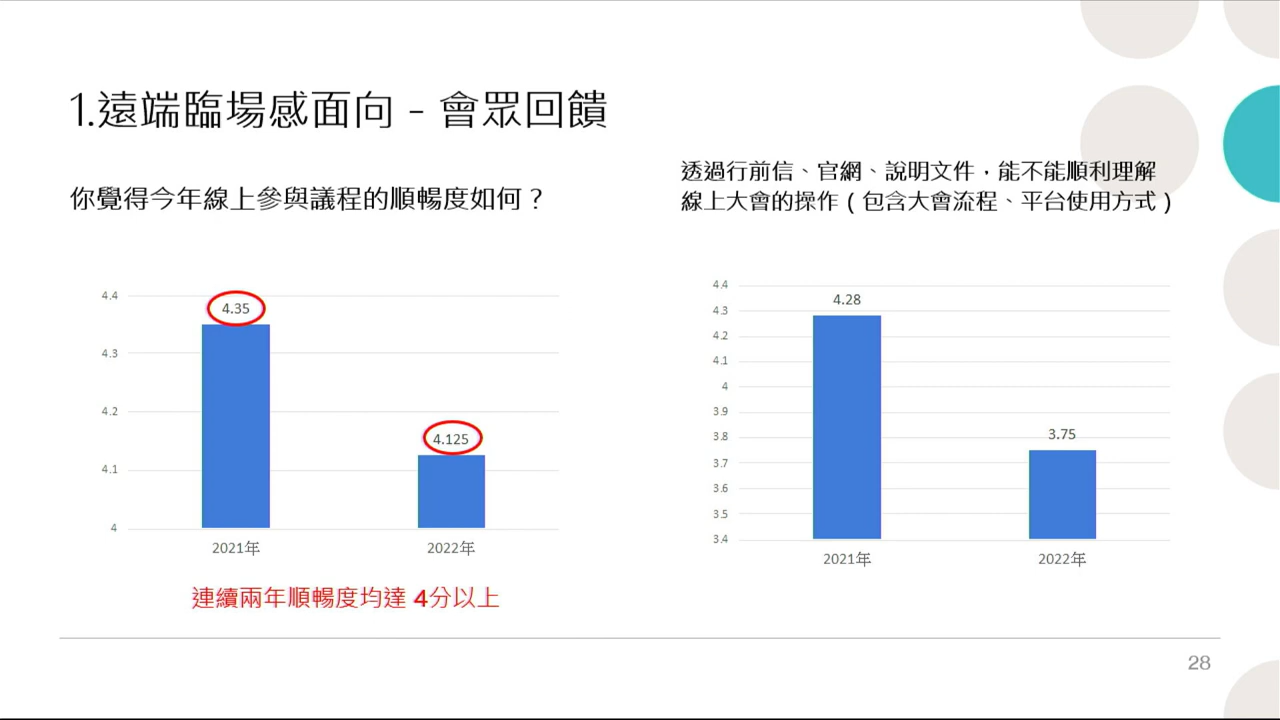 1.遠端臨場感面向 - 會眾回饋
你覺得今年線上參與議程的順暢度如何？
透過行前信、官網、說明文件，能不能順利理解
線上大會的操作（包含大會流程、平台使用方式）
4.4
4.3
4.2
4.1
4
4.35
4.125
2021年
2022年
連續兩年順暢度均達 4分以上
4.4
4.3
4.2
4.1
4
3.9
3.8
3.7
3.6
3.5
3.4
4.28
3.75
2021年
2022年
28